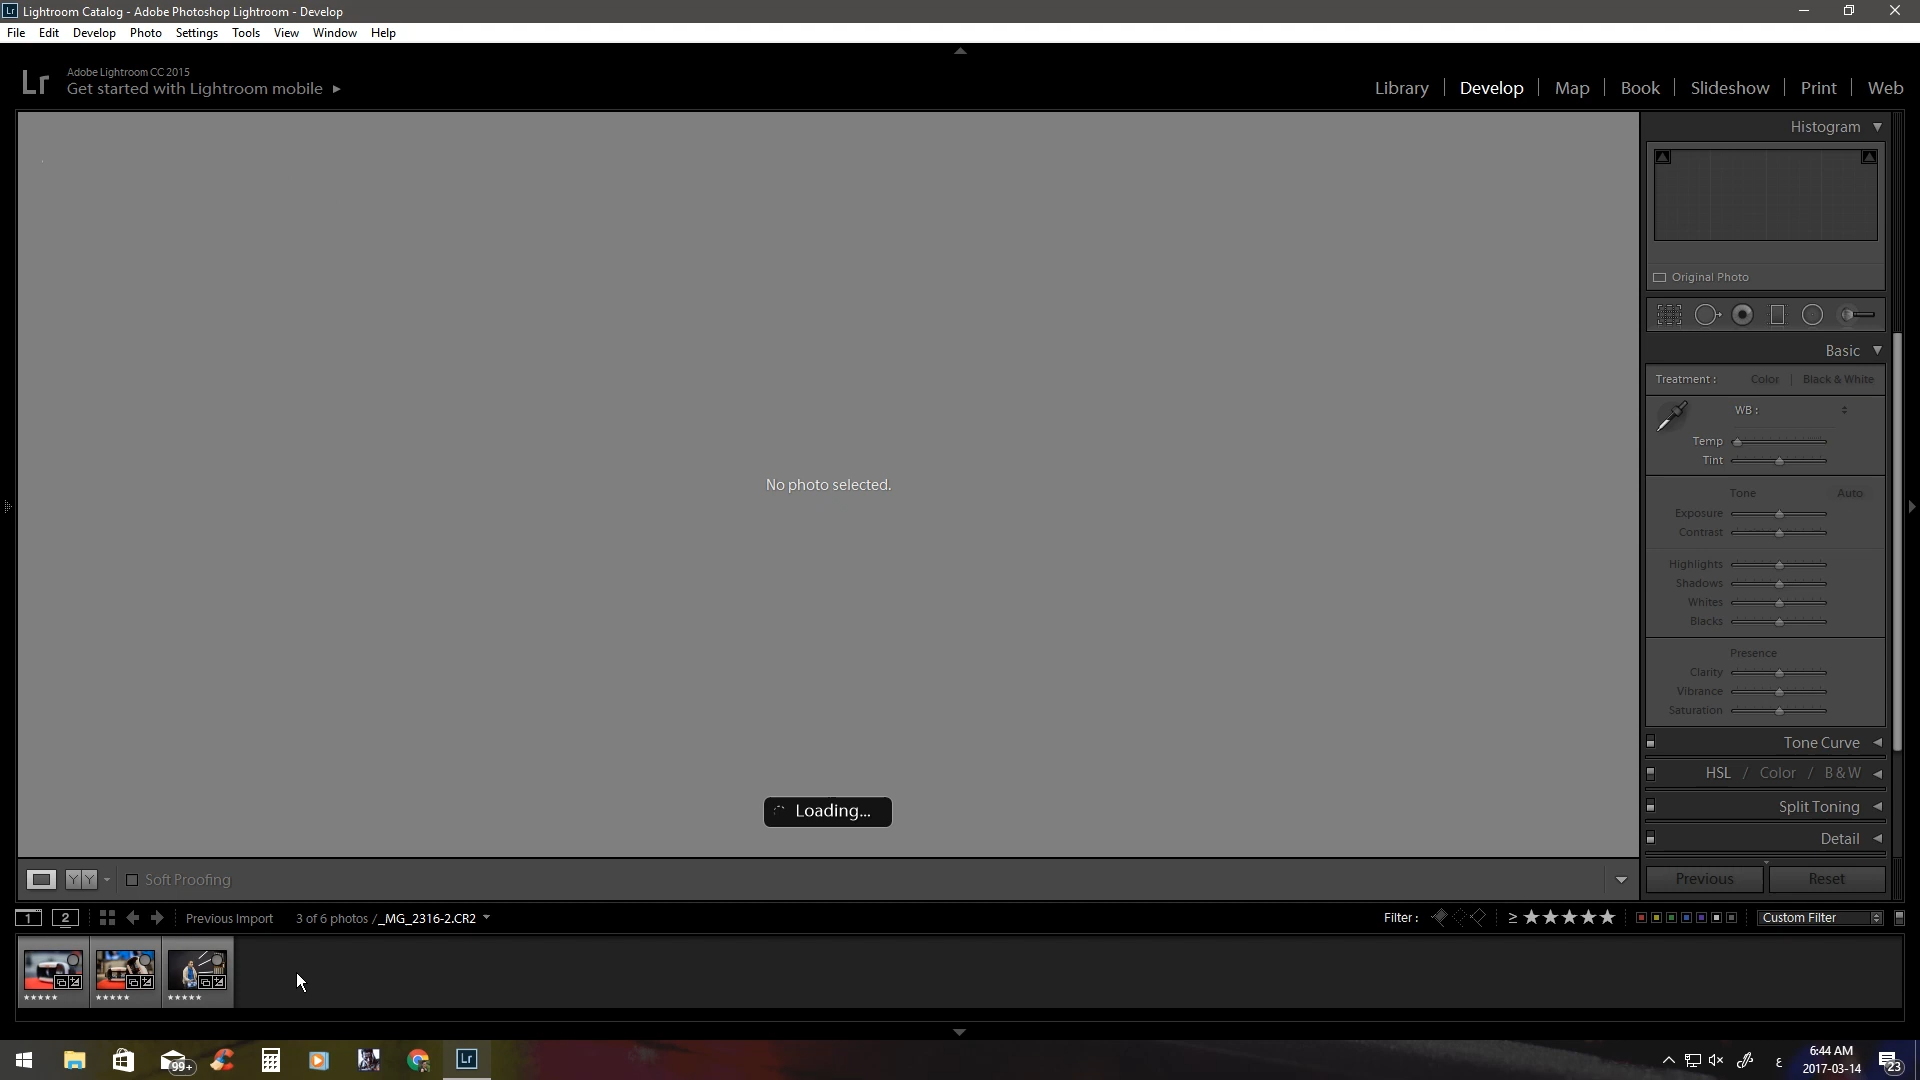 Lr Lightroom Catalog - Adobe Photoshop Lightroom - Develop
File Edit Develop Photo Settings Tools View Window Help
Lr Adobe Lightroom CC 2015
Get started with Lightroom mobile
Library Develop Map Book Slideshow Print Web
Histogram
Original Photo
Basic
Treatment : Color Black & White
WB :
Temp
Tint
Tone Auto
Exposure
Contrast
Highlights
Shadows
Whites
Blacks
Presence
Clarity
Vibrance
Saturation
No photo selected.
Loading...
Tone Curve
HSL / Color / B & W
Split Toning
Detail
Previous Reset
Y Y Soft Proofing
1 2 Previous Import 3 of 6 photos / _MG_2316-2.CR2 Filter : ≥ ★★★★★ Custom Filter
★★★★★ ★★★★★ ★★★★★
99+ Lr ع 6:44 AM
2017-03-14 23